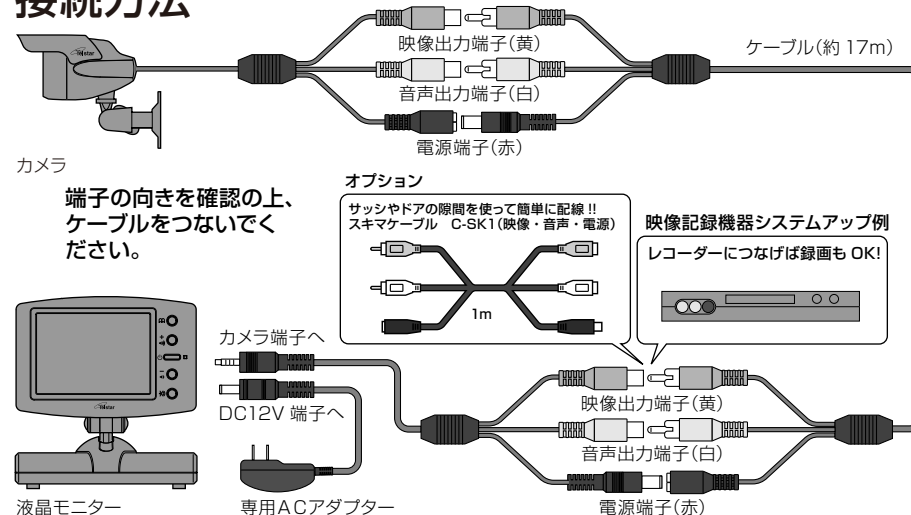 接続方法
Telstar
映像出力端子(黄)
ケーブル(約17m)
音声出力端子(白)
電源端子(赤)
カメラ
端子の向きを確認の上、
ケーブルをつないでく
ださい。
オプション
サッシやドアの隙間を使って簡単に配線!!
スキマケーブル C-SK1(映像・音声・電源)
1m
映像記録機器システムアップ例
レコーダーにつなげば録画も OK!
カメラ端子へ
DC12V 端子へ
Telstar
映像出力端子(黄)
音声出力端子(白)
電源端子(赤)
液晶モニター
専用ACアダプター